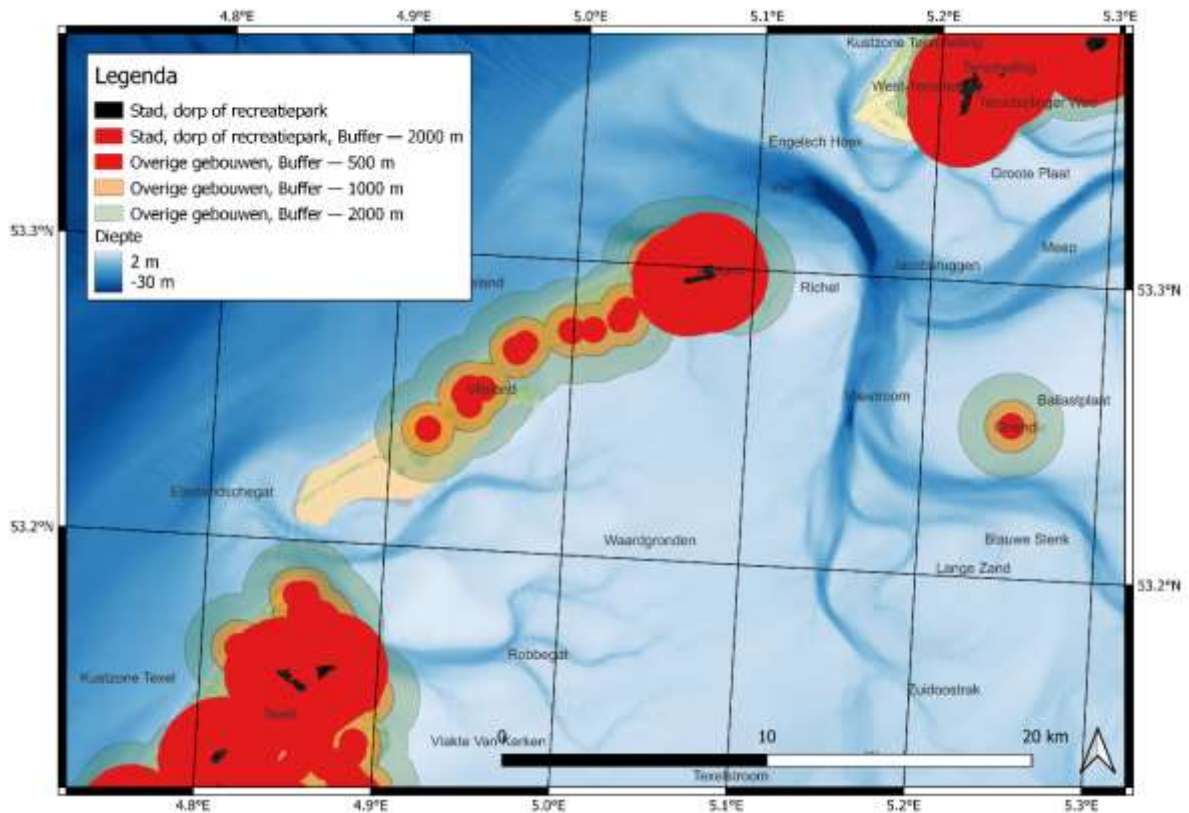 4.8°E 4.9°E 5.0°E 5.1°E 5.2°E 5.3°E
Legenda
Stad, dorp of recreatiepark
Stad, dorp of recreatiepark, Buffer — 2000 m
Overige gebouwen, Buffer — 500 m
Overige gebouwen, Buffer — 1000 m
Overige gebouwen, Buffer — 2000 m
Diepte
2 m
-30 m
Kustzone
Engelsch Hoek
Groote Plaat
53.3°N
Meep
Jacobsruggen
Richel
53.3°N
Vlieland
Vliestroom
Ballastplaat
Griend
Eierlandschegat
53.2°N
Waardgronden
Blauwe Slenk
Lange Zand
53.2°N
Robbegat
Kustzone Texel
Zuidoostrak
Texel
Vlakte Van Kerken
0 10 20 km
Texelstroom
4.8°E 4.9°E 5.0°E 5.1°E 5.2°E 5.3°E